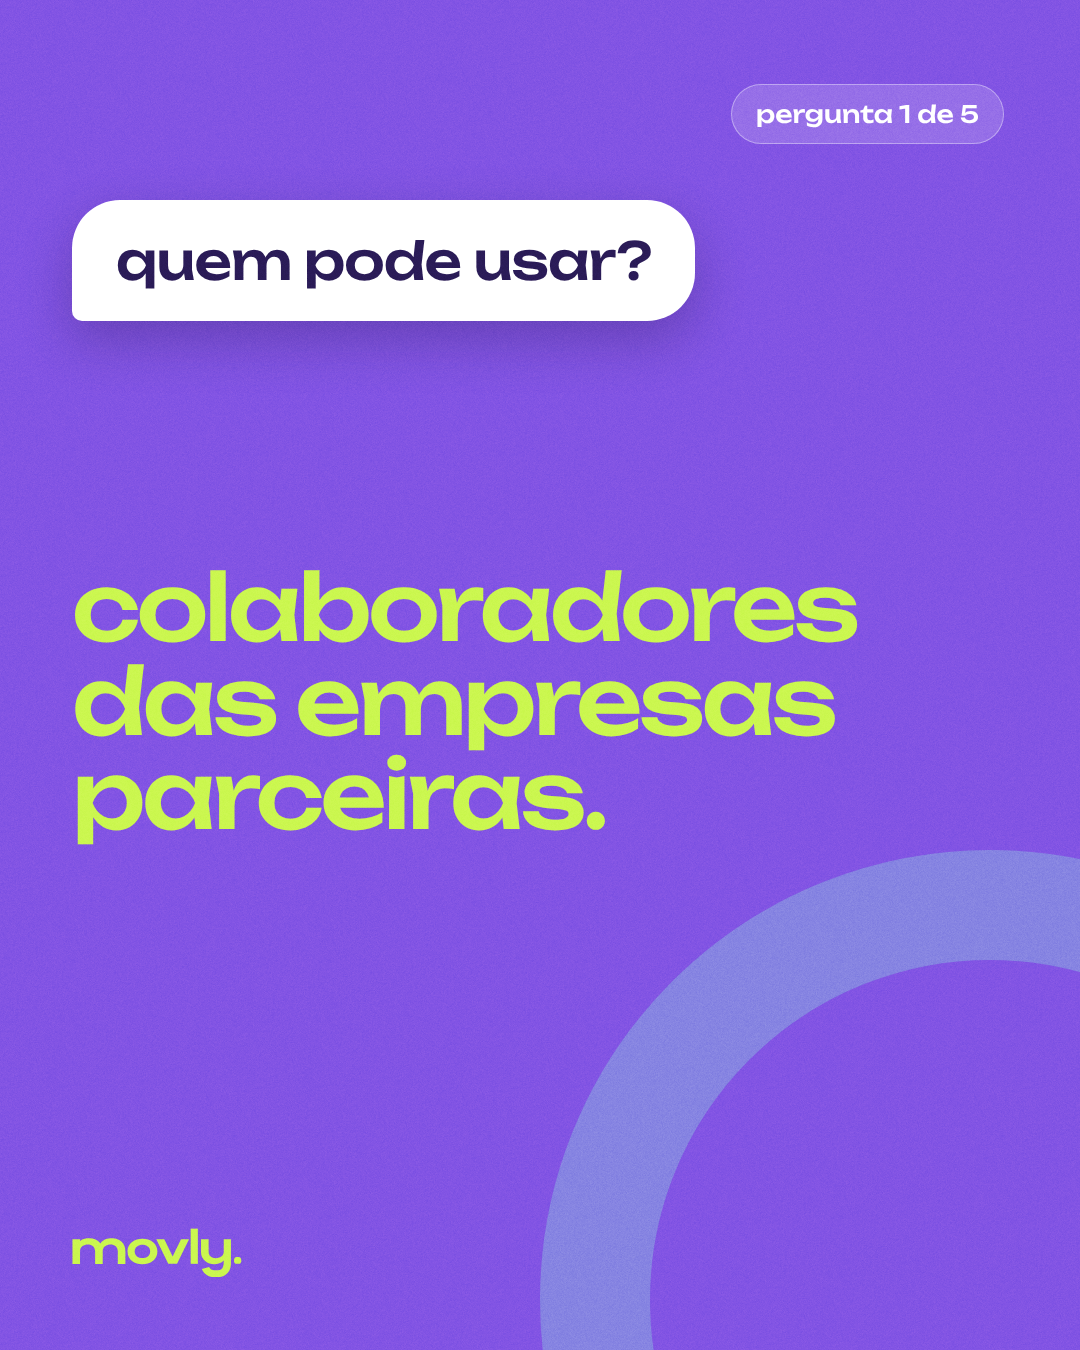 pergunta 1 de 5
quem pode usar?
colaboradores
das empresas
parceiras.
movly.